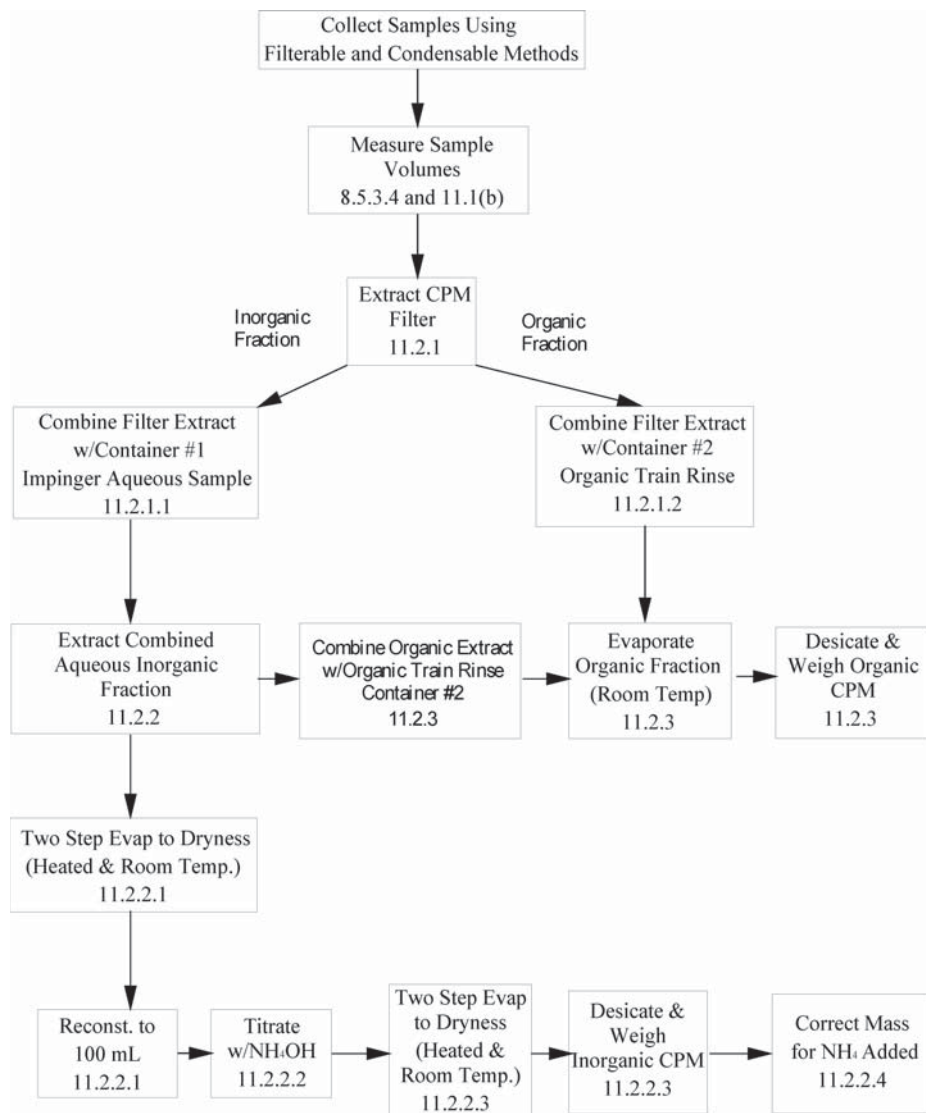 Collect Samples Using
Filterable and Condensable Methods
Measure Sample
Volumes
8.5.3.4 and 11.1(b)
Extract CPM
Filter
11.2.1
Inorganic
Fraction
Organic
Fraction
Combine Filter Extract
w/Container #1
Impinger Aqueous Sample
11.2.1.1
Combine Filter Extract
w/Container #2
Organic Train Rinse
11.2.1.2
Extract Combined
Aqueous Inorganic
Fraction
11.2.2
Combine Organic Extract
w/Organic Train Rinse
Container #2
11.2.3
Evaporate
Organic Fraction
(Room Temp)
11.2.3
Desicate &
Weigh Organic
CPM
11.2.3
Two Step Evap to Dryness
(Heated & Room Temp.)
11.2.2.1
Reconst. to
100 mL
11.2.2.1
Titrate
w/NH₄OH
11.2.2.2
Two Step Evap
to Dryness
(Heated &
Room Temp.)
11.2.2.3
Desicate &
Weigh
Inorganic CPM
11.2.2.3
Correct Mass
for NH₄ Added
11.2.2.4